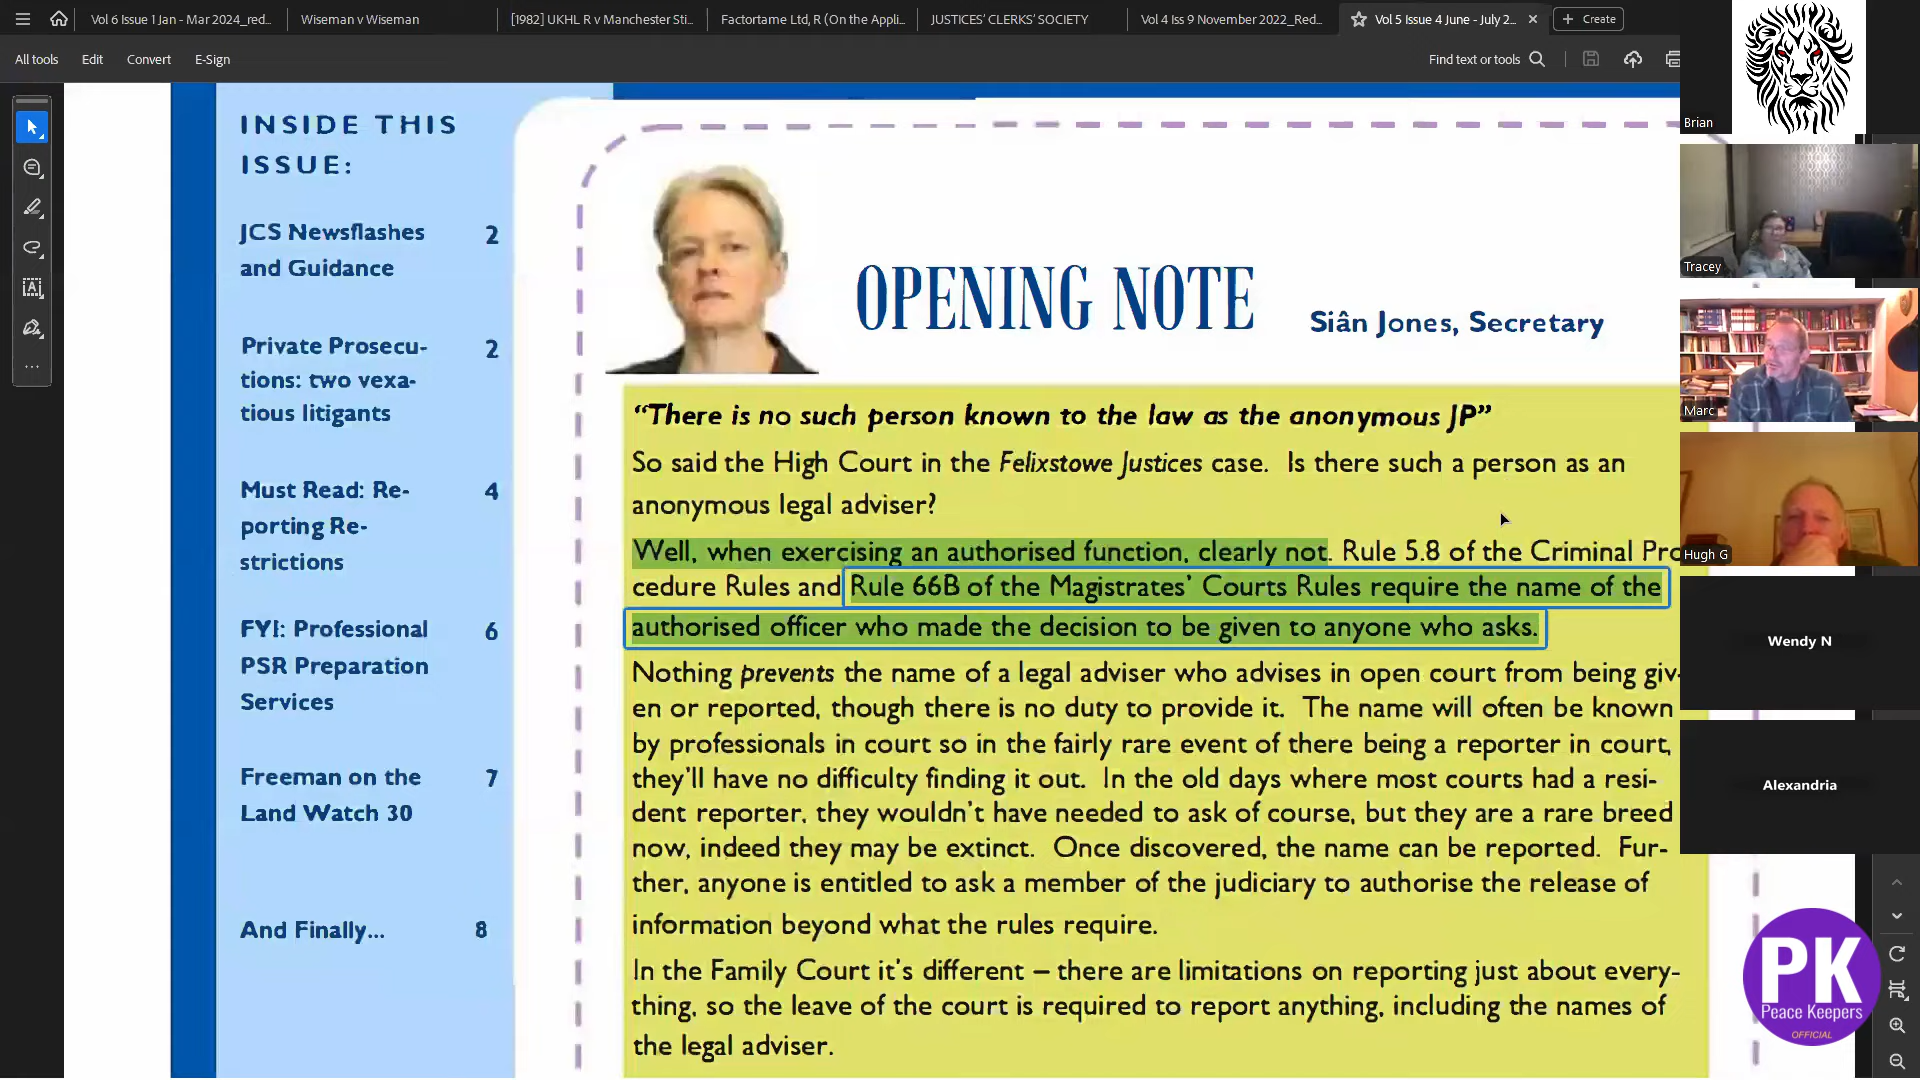 Vol 6 Issue 1 Jan - Mar 2024_red...
Wiseman v Wiseman
[1982] UKHL R v Manchester Sti...
Factortame Ltd, R (On the Appli...
JUSTICES' CLERKS' SOCIETY
Vol 4 Iss 9 November 2022_Red...
Vol 5 Issue 4 June - July 2...
Create
All tools
Edit
Convert
E-Sign
Find text or tools
INSIDE THIS
ISSUE:
JCS Newsflashes 2
and Guidance
Private Prosecu- 2
tions: two vexa-
tious litigants
Must Read: Re- 4
porting Re-
strictions
FYI: Professional 6
PSR Preparation
Services
Freeman on the 7
Land Watch 30
And Finally... 8
OPENING NOTE
Siân Jones, Secretary
"There is no such person known to the law as the anonymous JP"
So said the High Court in the Felixstowe Justices case. Is there such a person as an
anonymous legal adviser?
Well, when exercising an authorised function, clearly not. Rule 5.8 of the Criminal Pro
cedure Rules and Rule 66B of the Magistrates' Courts Rules require the name of the
authorised officer who made the decision to be given to anyone who asks.
Nothing prevents the name of a legal adviser who advises in open court from being giv-
en or reported, though there is no duty to provide it. The name will often be known
by professionals in court so in the fairly rare event of there being a reporter in court,
they'll have no difficulty finding it out. In the old days where most courts had a resi-
dent reporter, they wouldn't have needed to ask of course, but they are a rare breed
now, indeed they may be extinct. Once discovered, the name can be reported. Fur-
ther, anyone is entitled to ask a member of the judiciary to authorise the release of
information beyond what the rules require.
In the Family Court it's different – there are limitations on reporting just about every-
thing, so the leave of the court is required to report anything, including the names of
the legal adviser.
Brian
Tracey
Marc
Hugh G
Wendy N
Alexandria
PK
Peace Keepers
OFFICIAL